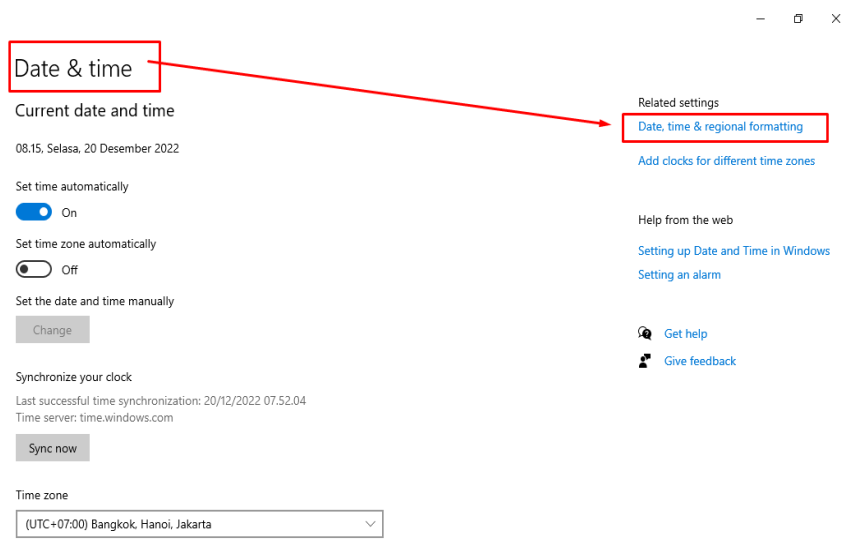 Date & time
Current date and time
08.15, Selasa, 20 Desember 2022
Set time automatically
On
Set time zone automatically
Off
Set the date and time manually
Change
Synchronize your clock
Last successful time synchronization: 20/12/2022 07.52.04
Time server: time.windows.com
Sync now
Time zone
(UTC+07:00) Bangkok, Hanoi, Jakarta
Related settings
Date, time & regional formatting
Add clocks for different time zones
Help from the web
Setting up Date and Time in Windows
Setting an alarm
Get help
Give feedback